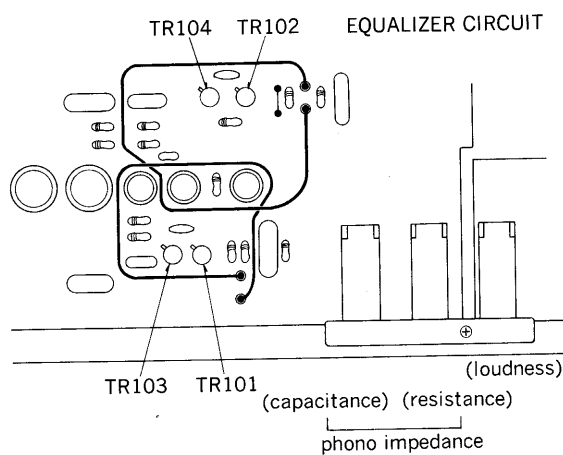 TR104 TR102 EQUALIZER CIRCUIT
TR103 TR101
(loudness)
(capacitance) (resistance)
phono impedance